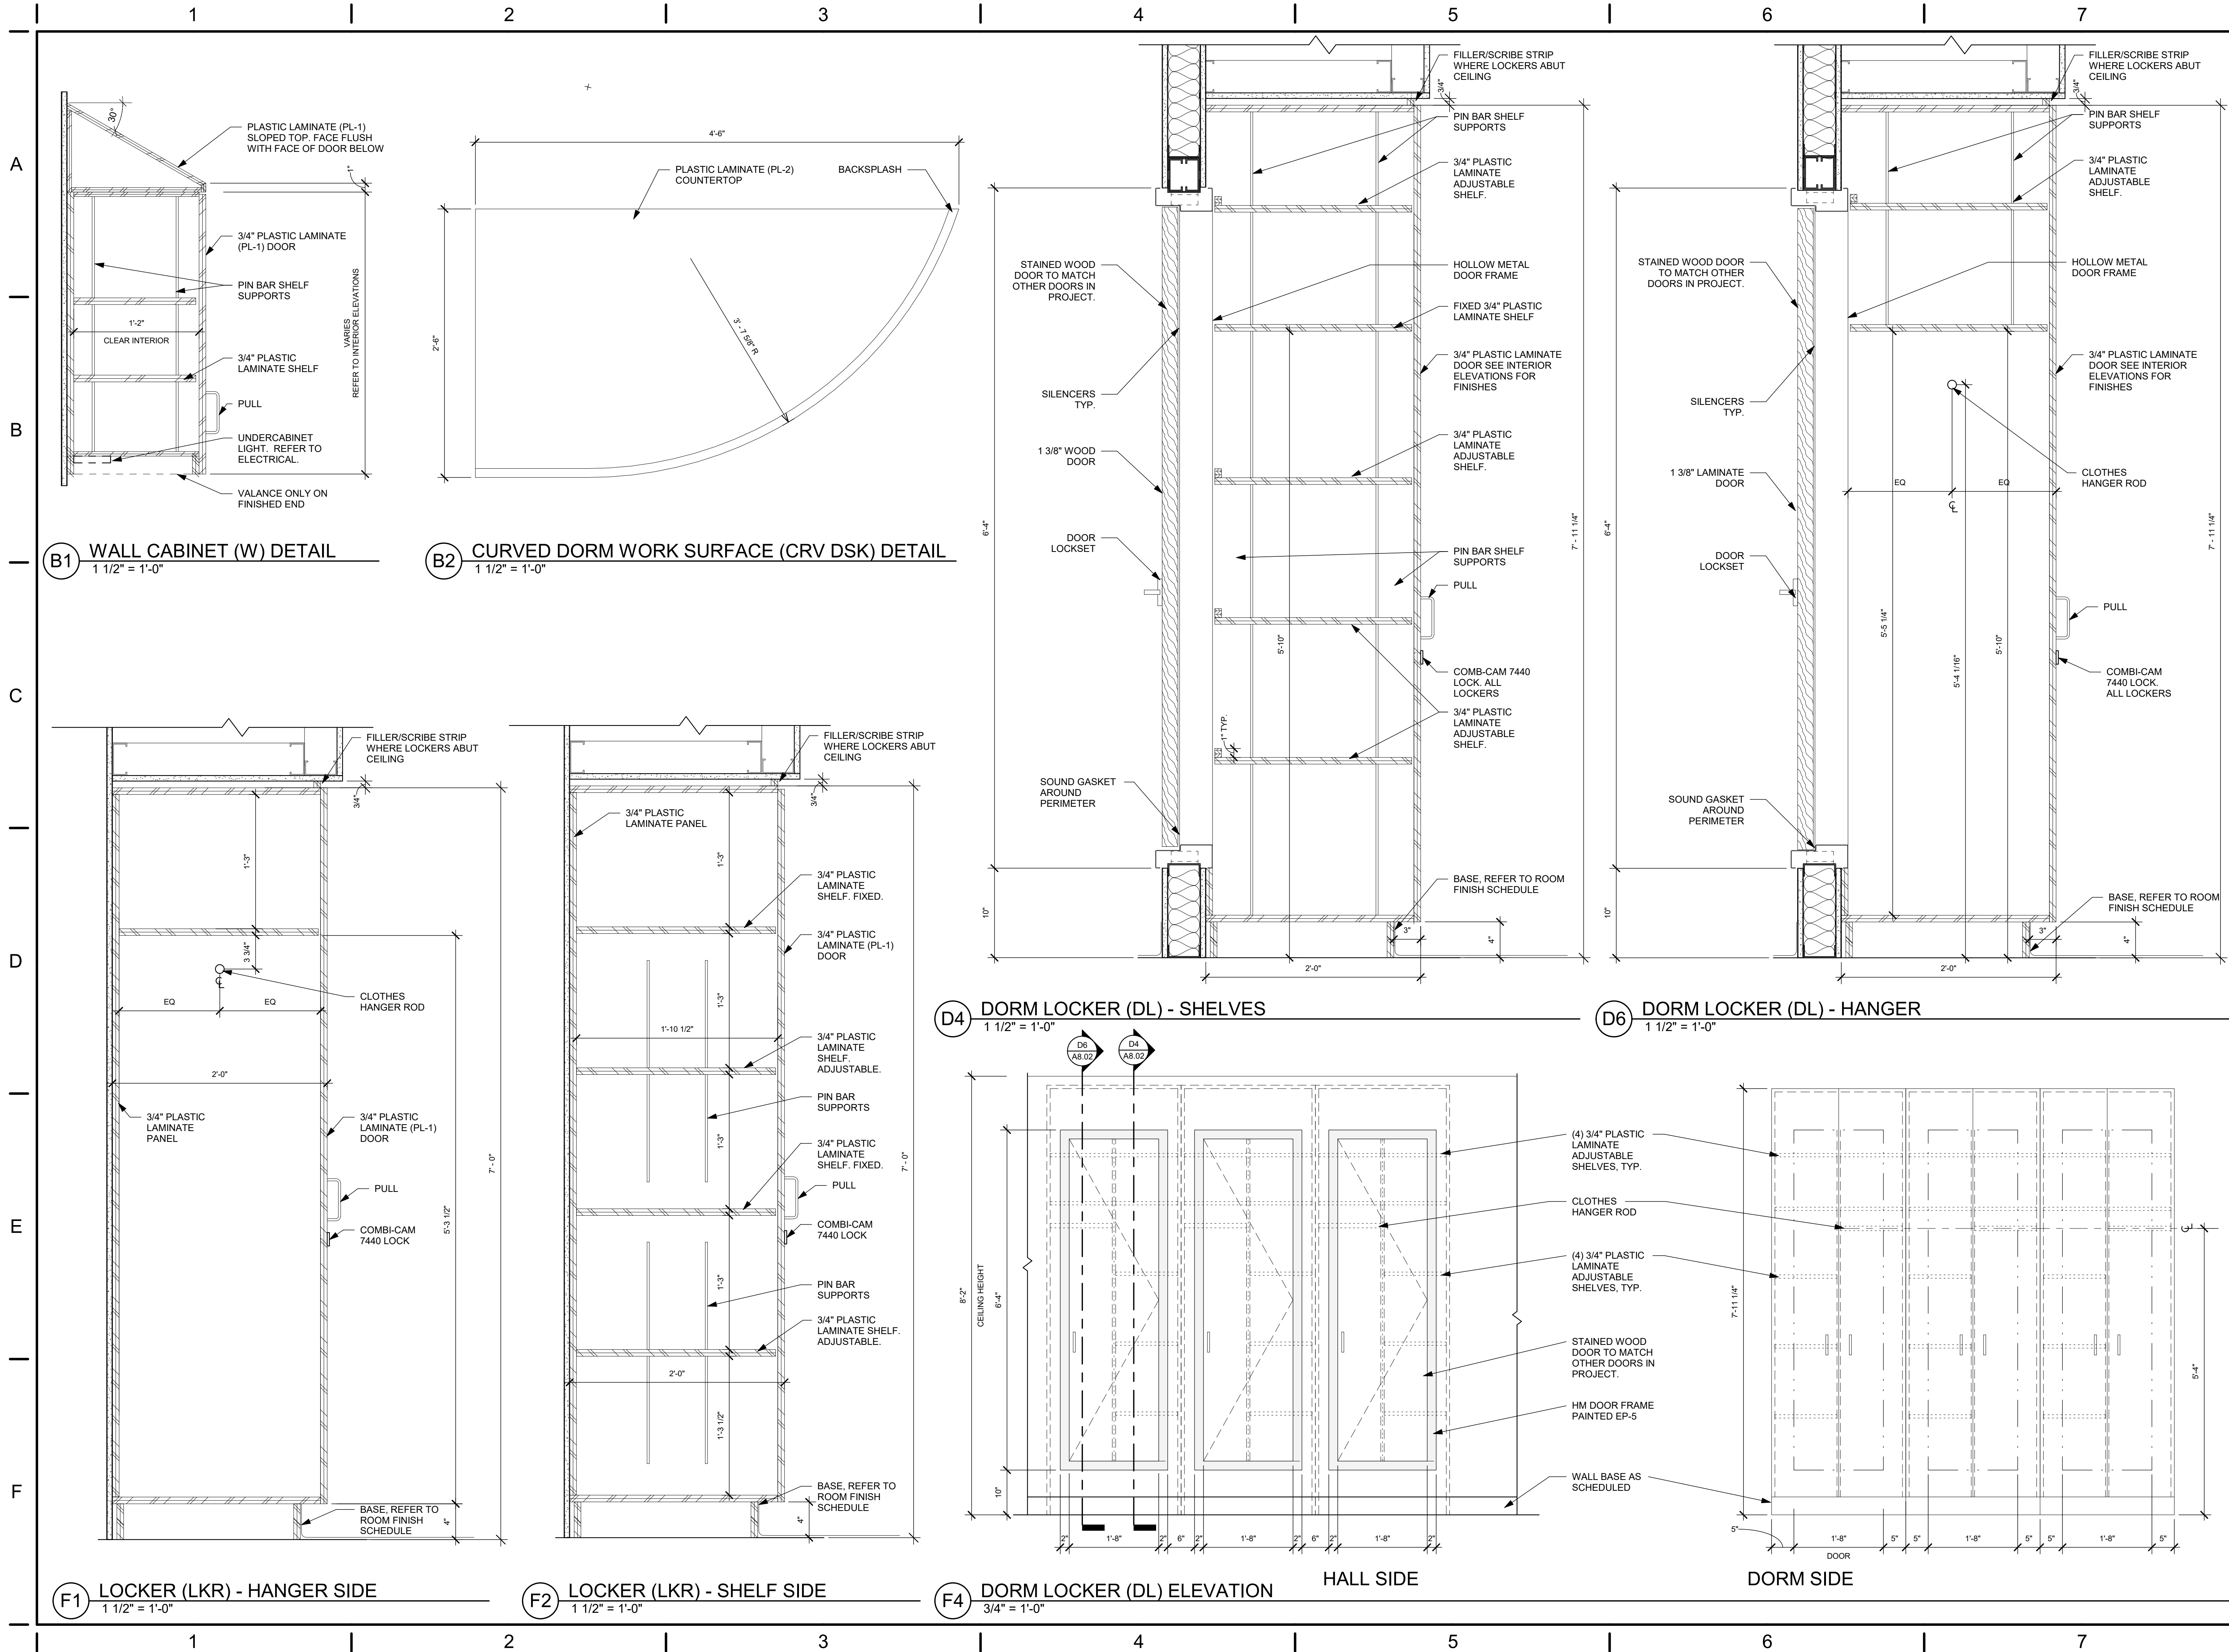 1
2
3
4
5
6
7
A
B
C
D
E
F
30°
PLASTIC LAMINATE (PL-1)
SLOPED TOP. FACE FLUSH
WITH FACE OF DOOR BELOW
1"
3/4" PLASTIC LAMINATE
(PL-1) DOOR
PIN BAR SHELF
SUPPORTS
1'-2"
CLEAR INTERIOR
VARIES
REFER TO INTERIOR ELEVATIONS
3/4" PLASTIC
LAMINATE SHELF
PULL
UNDERCABINET
LIGHT. REFER TO
ELECTRICAL.
VALANCE ONLY ON
FINISHED END
B1
WALL CABINET (W) DETAIL
1 1/2" = 1'-0"
4'-6"
PLASTIC LAMINATE (PL-2)
COUNTERTOP
BACKSPLASH
2'-6"
3' - 7 5/8" R
B2
CURVED DORM WORK SURFACE (CRV DSK) DETAIL
1 1/2" = 1'-0"
FILLER/SCRIBE STRIP
WHERE LOCKERS ABUT
CEILING
3/4"
PIN BAR SHELF
SUPPORTS
3/4" PLASTIC
LAMINATE
ADJUSTABLE
SHELF.
STAINED WOOD
DOOR TO MATCH
OTHER DOORS IN
PROJECT.
HOLLOW METAL
DOOR FRAME
FIXED 3/4" PLASTIC
LAMINATE SHELF
3/4" PLASTIC LAMINATE
DOOR SEE INTERIOR
ELEVATIONS FOR
FINISHES
SILENCERS
TYP.
1 3/8" WOOD
DOOR
3/4" PLASTIC
LAMINATE
ADJUSTABLE
SHELF.
6'-4"
7' - 11 1/4"
DOOR
LOCKSET
PIN BAR SHELF
SUPPORTS
PULL
5'-10"
COMB-CAM 7440
LOCK. ALL
LOCKERS
3/4" PLASTIC
LAMINATE
ADJUSTABLE
SHELF.
1" TYP.
SOUND GASKET
AROUND
PERIMETER
BASE, REFER TO ROOM
FINISH SCHEDULE
10"
3"
4"
2'-0"
D4
DORM LOCKER (DL) - SHELVES
1 1/2" = 1'-0"
FILLER/SCRIBE STRIP
WHERE LOCKERS ABUT
CEILING
3/4"
PIN BAR SHELF
SUPPORTS
3/4" PLASTIC
LAMINATE
ADJUSTABLE
SHELF.
STAINED WOOD DOOR
TO MATCH OTHER
DOORS IN PROJECT.
HOLLOW METAL
DOOR FRAME
3/4" PLASTIC LAMINATE
DOOR SEE INTERIOR
ELEVATIONS FOR
FINISHES
SILENCERS
TYP.
1 3/8" LAMINATE
DOOR
EQ
EQ
CLOTHES
HANGER ROD
6'-4"
7' - 11 1/4"
DOOR
LOCKSET
5'-5 1/4"
5'-4 1/16"
5'-10"
PULL
COMBI-CAM
7440 LOCK.
ALL LOCKERS
SOUND GASKET
AROUND
PERIMETER
BASE, REFER TO ROOM
FINISH SCHEDULE
10"
3"
4"
2'-0"
D6
DORM LOCKER (DL) - HANGER
1 1/2" = 1'-0"
FILLER/SCRIBE STRIP
WHERE LOCKERS ABUT
CEILING
3/4"
1'-3"
3 3/4"
EQ
EQ
CLOTHES
HANGER ROD
2'-0"
3/4" PLASTIC
LAMINATE
PANEL
3/4" PLASTIC
LAMINATE (PL-1)
DOOR
PULL
COMBI-CAM
7440 LOCK
5'-3 1/2"
7' - 0"
BASE, REFER TO
ROOM FINISH
SCHEDULE
4"
F1
LOCKER (LKR) - HANGER SIDE
1 1/2" = 1'-0"
FILLER/SCRIBE STRIP
WHERE LOCKERS ABUT
CEILING
3/4"
3/4" PLASTIC
LAMINATE PANEL
1'-3"
3/4" PLASTIC
LAMINATE
SHELF. FIXED.
3/4" PLASTIC
LAMINATE (PL-1)
DOOR
1'-3"
1'-10 1/2"
3/4" PLASTIC
LAMINATE
SHELF.
ADJUSTABLE.
PIN BAR
SUPPORTS
1'-3"
3/4" PLASTIC
LAMINATE
SHELF. FIXED.
PULL
7' - 0"
COMBI-CAM
7440 LOCK
1'-3"
PIN BAR
SUPPORTS
3/4" PLASTIC
LAMINATE SHELF.
ADJUSTABLE.
2'-0"
1'-3 1/2"
BASE, REFER TO
ROOM FINISH
SCHEDULE
4"
F2
LOCKER (LKR) - SHELF SIDE
1 1/2" = 1'-0"
D6
A8.02
D4
A8.02
8'-2"
CEILING HEIGHT
6'-4"
10"
2"
1'-8"
2"
6"
2"
1'-8"
2"
6"
2"
1'-8"
2"
(4) 3/4" PLASTIC
LAMINATE
ADJUSTABLE
SHELVES, TYP.
CLOTHES
HANGER ROD
(4) 3/4" PLASTIC
LAMINATE
ADJUSTABLE
SHELVES, TYP.
STAINED WOOD
DOOR TO MATCH
OTHER DOORS IN
PROJECT.
HM DOOR FRAME
PAINTED EP-5
WALL BASE AS
SCHEDULED
7'-11 1/4"
5'-4"
5"
1'-8"
DOOR
5"
5"
1'-8"
5"
5"
1'-8"
5"
HALL SIDE
DORM SIDE
F4
DORM LOCKER (DL) ELEVATION
3/4" = 1'-0"
1
2
3
4
5
6
7